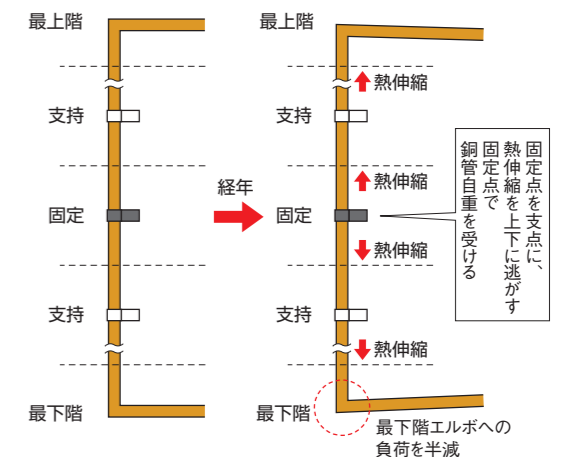 最上階
支持
固定
支持
最下階
経年
最上階
熱伸縮
支持
熱伸縮
固定
熱伸縮
支持
熱伸縮
最下階
固定点を支点に、
熱伸縮を上下に逃がす
固定点で
銅管自重を受ける
最下階エルボへの
負荷を半減